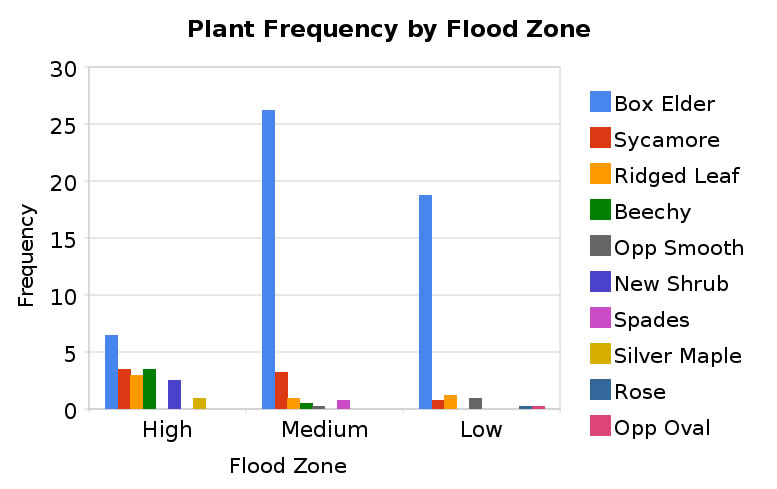 Plant Frequency by Flood Zone
30
25
20
15
10
5
0
Frequency
High
Medium
Low
Flood Zone
Box Elder
Sycamore
Ridged Leaf
Beechy
Opp Smooth
New Shrub
Spades
Silver Maple
Rose
Opp Oval